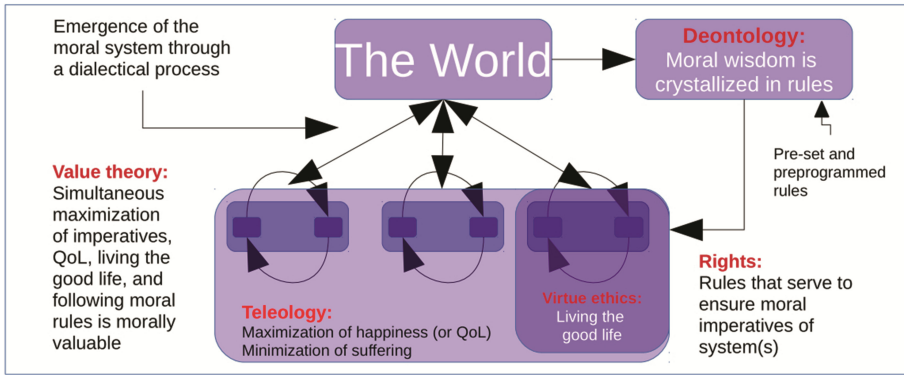 Emergence of the
moral system through
a dialectical process
The World
Deontology:
Moral wisdom is
crystallized in rules
Pre-set and
preprogrammed
rules
Value theory:
Simultaneous
maximization
of imperatives,
QoL, living the
good life, and
following moral
rules is morally
valuable
Teleology:
Maximization of happiness (or QoL)
Minimization of suffering
Virtue ethics:
Living the
good life
Rights:
Rules that serve to
ensure moral
imperatives of
system(s)